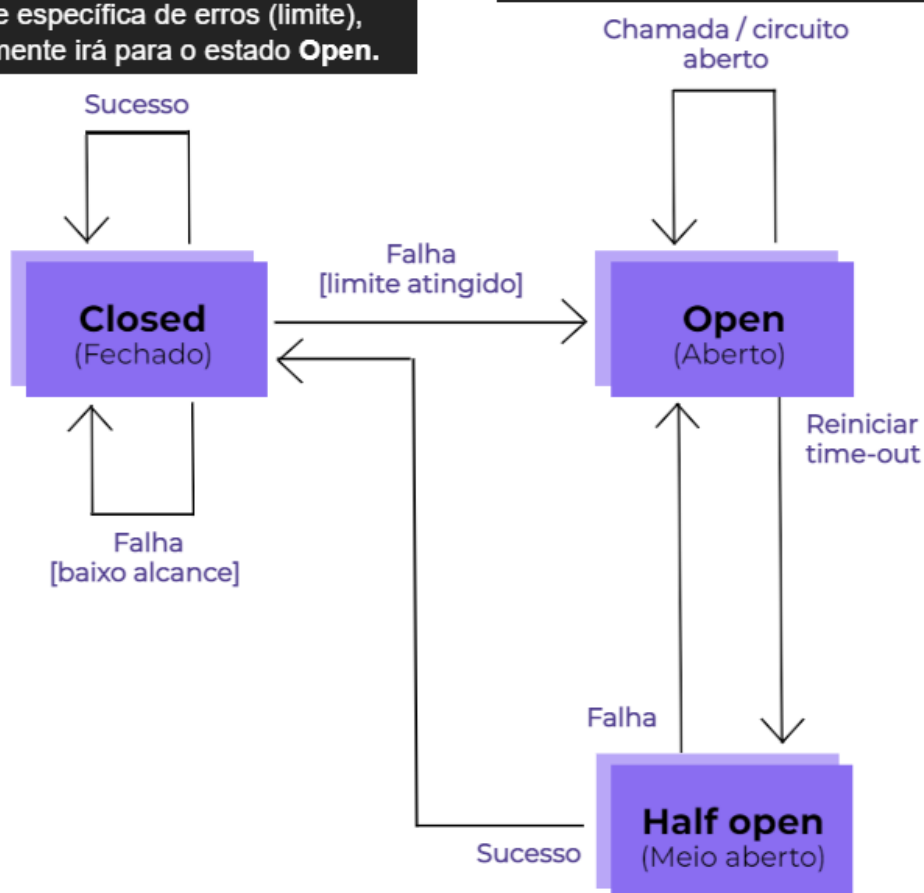 e específica de erros (limite),
mente irá para o estado Open.
Chamada / circuito
aberto
Sucesso
Falha
[limite atingido]
Closed
(Fechado)
Open
(Aberto)
Reiniciar
time-out
Falha
[baixo alcance]
Falha
Half open
(Meio aberto)
Sucesso